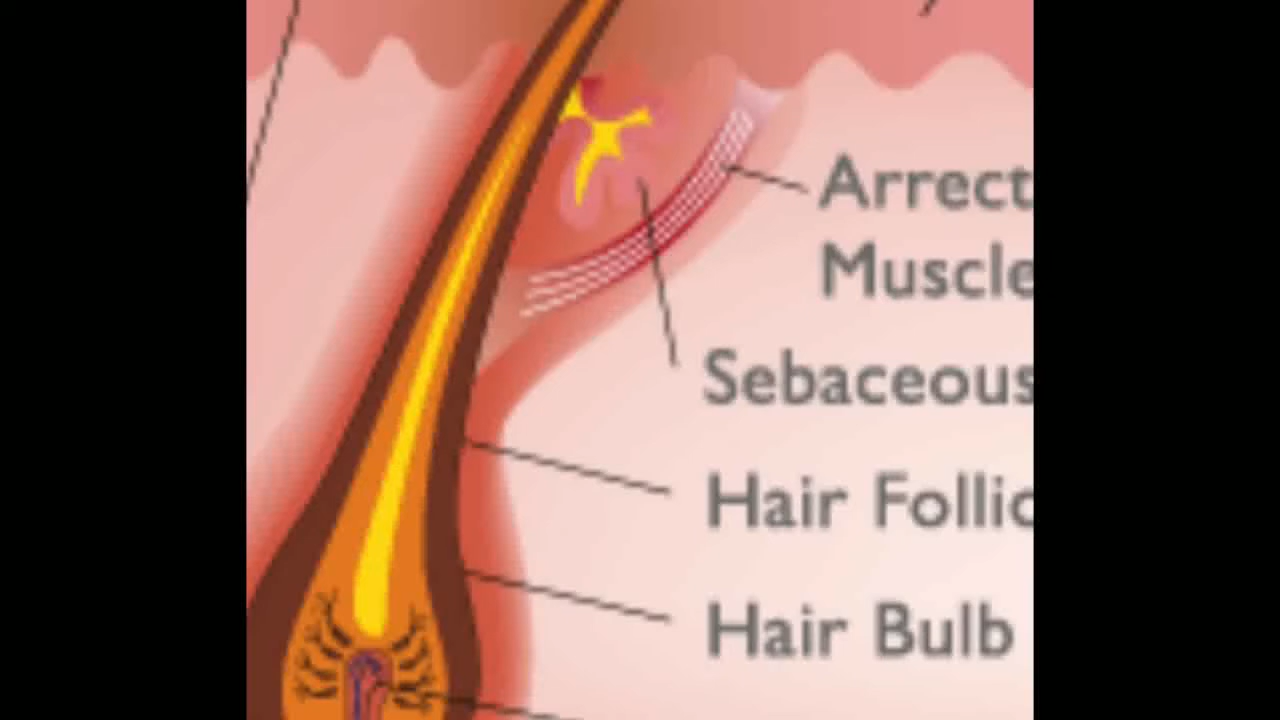 Arrect
Muscle
Sebaceous
Hair Follic
Hair Bulb